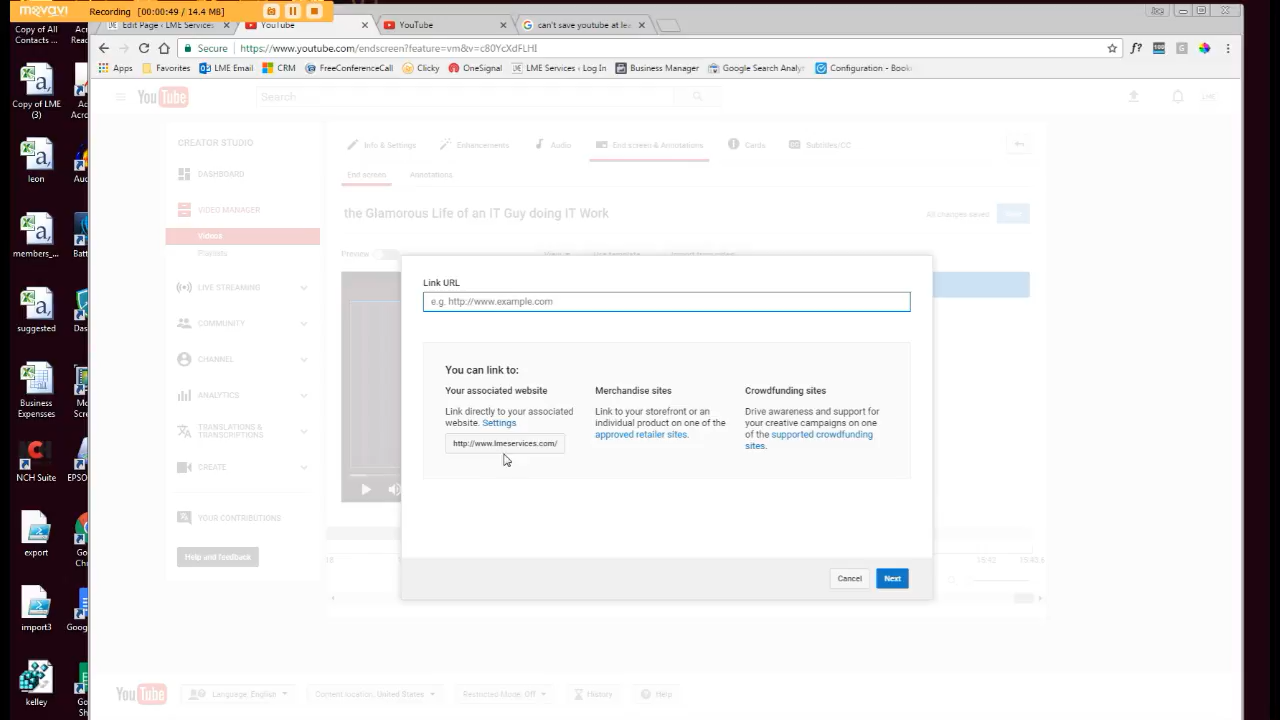 movavi Recording [00:00:49 / 14.4 MB]
Edit Page ‹ LME Services
YouTube
YouTube
can't save youtube at le
Secure https://www.youtube.com/endscreen?feature=vm&v=c80YcXdFLHI
Apps Favorites LME Email CRM FreeConferenceCall Clicky OneSignal LME Services ‹ Log In Business Manager Google Search Analy Configuration - Book
YouTube
Search
LME
CREATOR STUDIO
DASHBOARD
VIDEO MANAGER
Videos
Playlists
LIVE STREAMING
COMMUNITY
CHANNEL
ANALYTICS
TRANSLATIONS & TRANSCRIPTIONS
CREATE
YOUR CONTRIBUTIONS
Help and feedback
Info & Settings Enhancements Audio End screen & Annotations Cards Subtitles/CC
End screen Annotations
the Glamorous Life of an IT Guy doing IT Work
All changes saved
Preview
Link URL
e.g. http://www.example.com
You can link to:
Your associated website
Link directly to your associated
website. Settings
http://www.lmeservices.com/
Merchandise sites
Link to your storefront or an
individual product on one of the
approved retailer sites.
Crowdfunding sites
Drive awareness and support for
your creative campaigns on one
of the supported crowdfunding
sites.
Cancel Next
YouTube Language: English Content location: United States Restricted Mode: Off History Help
Copy of All
Contacts ...
Copy of LME
(3)
leon
members_...
suggested
Business
Expensses
NCH Suite
export
import3
kelley